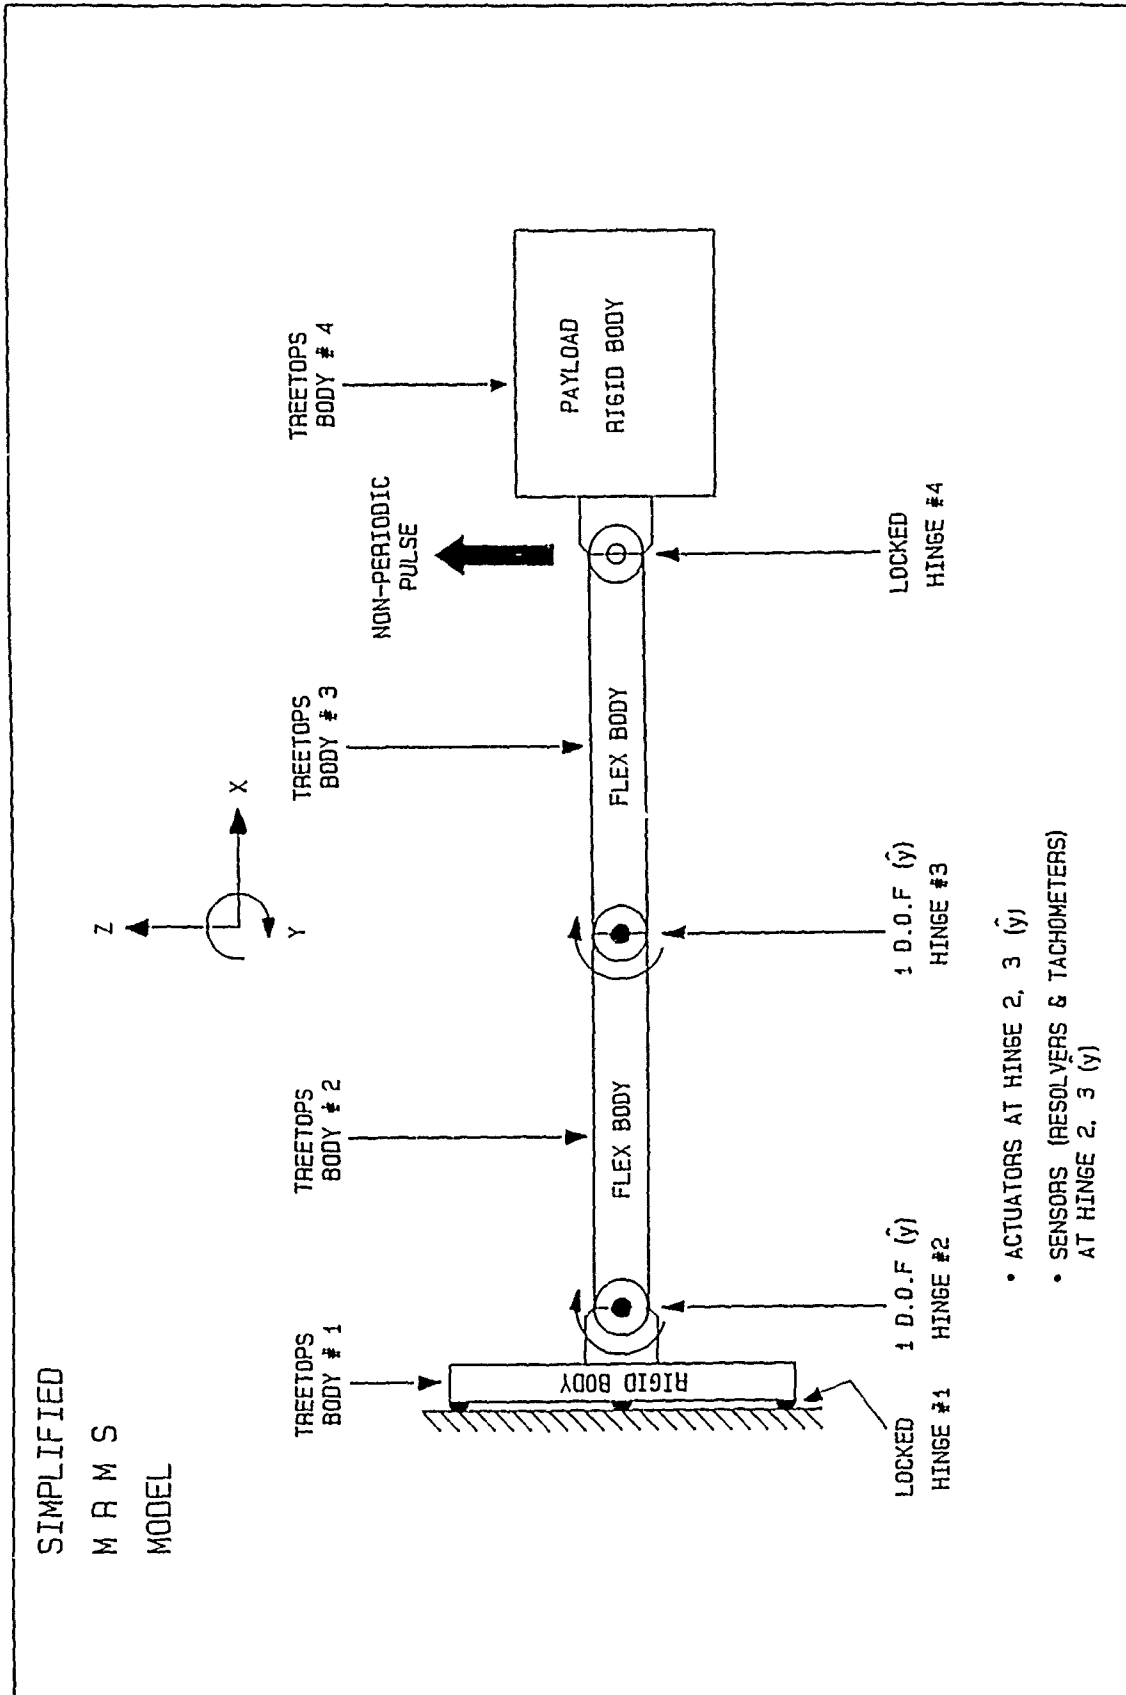 SIMPLIFIED
M R M S
MODEL
Z
X
Y
TREETOPS
BODY # 1
TREETOPS
BODY # 2
TREETOPS
BODY # 3
TREETOPS
BODY # 4
NON-PERIODIC
PULSE
RIGID BODY
FLEX BODY
FLEX BODY
PAYLOAD
RIGID BODY
LOCKED
HINGE #1
1 D.O.F (ŷ)
HINGE #2
1 D.O.F (ŷ)
HINGE #3
LOCKED
HINGE #4
• ACTUATORS AT HINGE 2, 3 (ŷ)
• SENSORS (RESOLVERS & TACHOMETERS)
AT HINGE 2, 3 (ŷ)